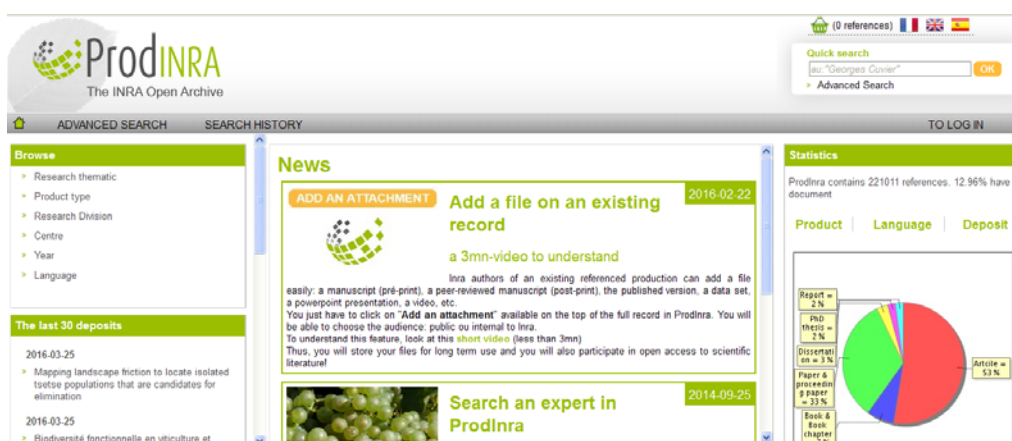 ProdINRA
The INRA Open Archive
(0 references)
Quick search
au:"Georges Cuvier"
OK
Advanced Search
ADVANCED SEARCH
SEARCH HISTORY
TO LOG IN
Browse
Research thematic
Product type
Research Division
Centre
Year
Language
The last 30 deposits
2016-03-25
Mapping landscape friction to locate isolated
tsetse populations that are candidates for
elimination
2016-03-25
Biodiversité fonctionnelle en viticulture et
News
ADD AN ATTACHMENT
Add a file on an existing
record
2016-02-22
a 3mn-video to understand
Inra authors of an existing referenced production can add a file
easily: a manuscript (pré-print), a peer-reviewed manuscript (post-print), the published version, a data set,
a powerpoint presentation, a video, etc.
You just have to click on "Add an attachment" available on the top of the full record in ProdInra. You will
be able to choose the audience: public ou internal to Inra.
To understand this feature, look at this short video (less than 3mn)
Thus, you will store your files for long term use and you will also participate in open access to scientific
literature!
Search an expert in
ProdInra
2014-09-25
Statistics
ProdInra contains 221011 references. 12.96% have
document
Product
Language
Deposit
Report =
2 %
PhD
thesis =
2 %
Dissertati
on = 3 %
Paper &
proceedin
g paper
= 33 %
Book &
Book
chapter
Artcile =
53 %